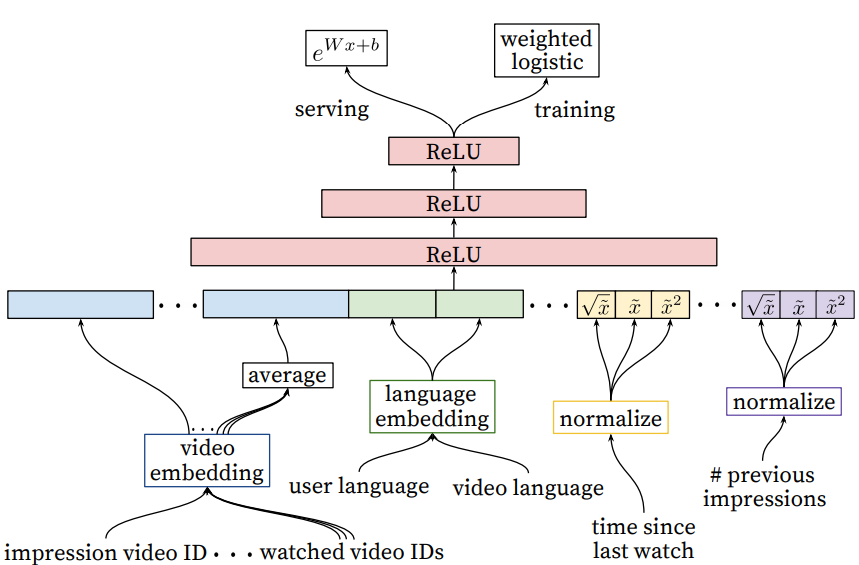 e^{Wx+b}
weighted
logistic
serving
training
ReLU
ReLU
ReLU
· · ·
· · ·
√x̃ x̃ x̃²
· · ·
√x̃ x̃ x̃²
average
language
embedding
normalize
normalize
· · ·
video
embedding
user language
video language
# previous
impressions
time since
last watch
impression video ID · · · watched video IDs